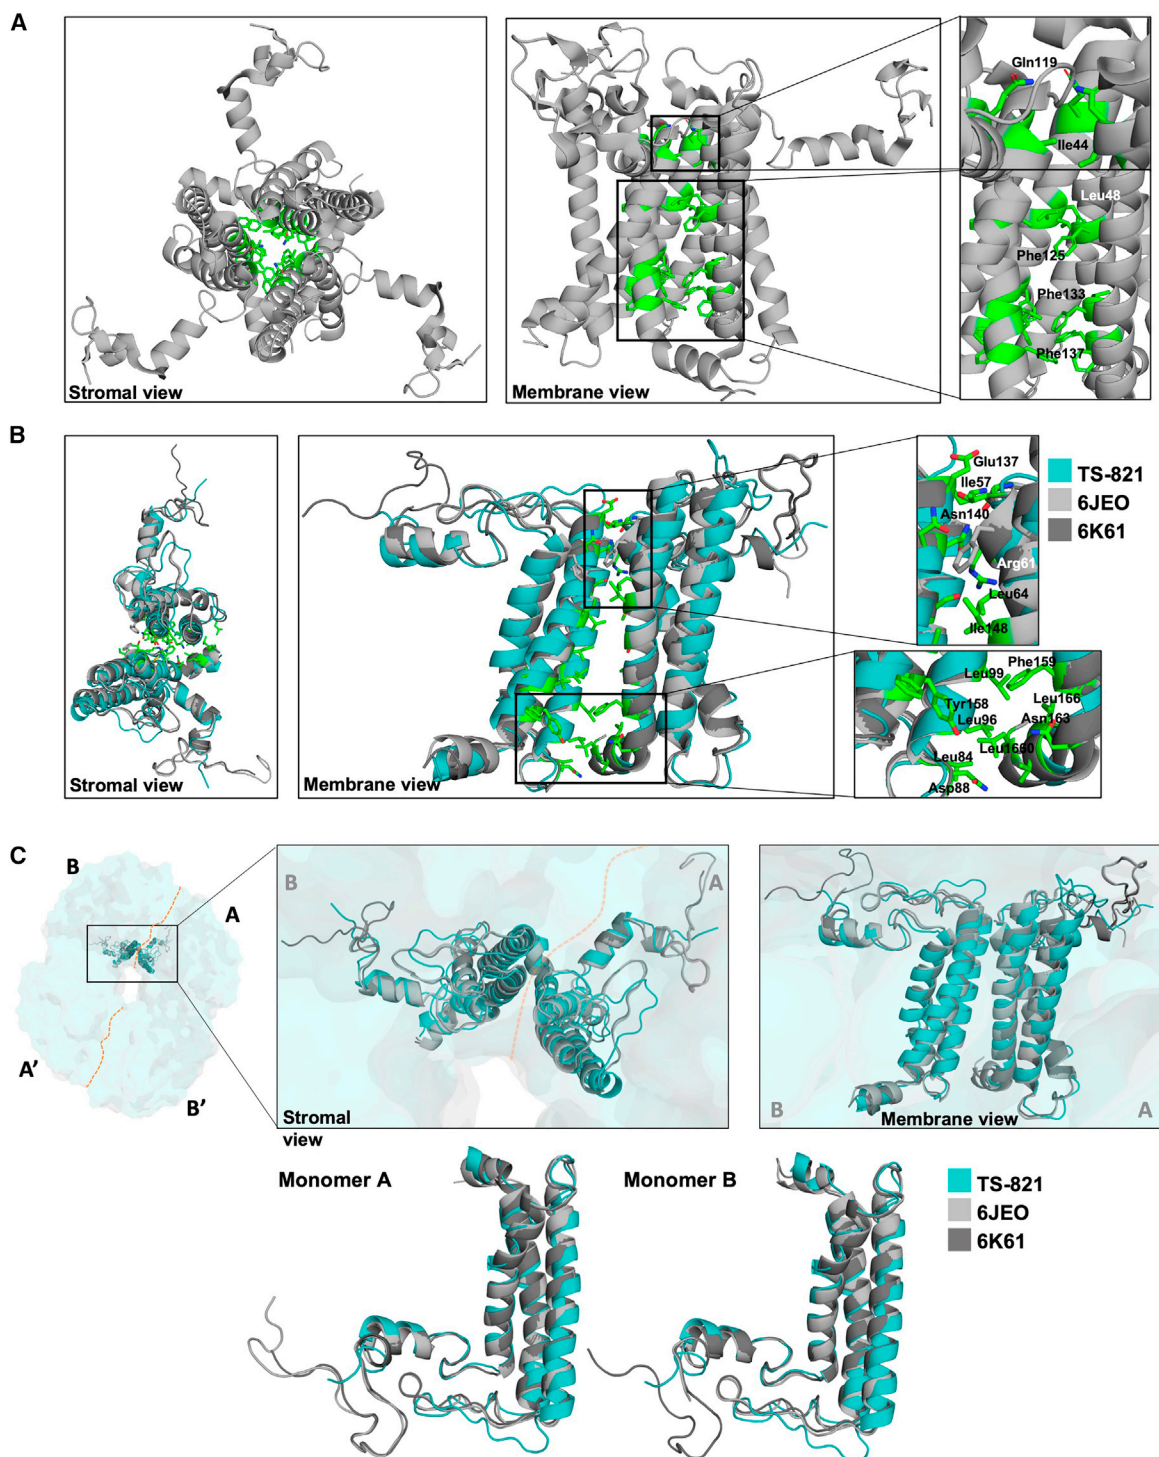 A
Stromal view
Membrane view
Gln119
Ile44
Leu48
Phe125
Phe133
Phe137
B
Stromal view
Membrane view
Glu137
Ile57
Asn140
Arg61
Leu64
Ile148
TS-821
6JEO
6K61
Phe159
Leu99
Leu166
Tyr158
Asn163
Leu96
Leu1660
Leu84
Asp88
C
B
A
A'
B'
B
A
Stromal
view
B
Membrane view
A
Monomer A
Monomer B
TS-821
6JEO
6K61